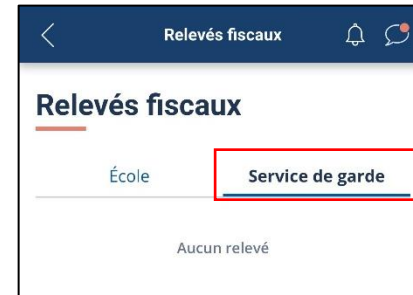 Relevés fiscaux
Relevés fiscaux
École Service de garde
Aucun relevé